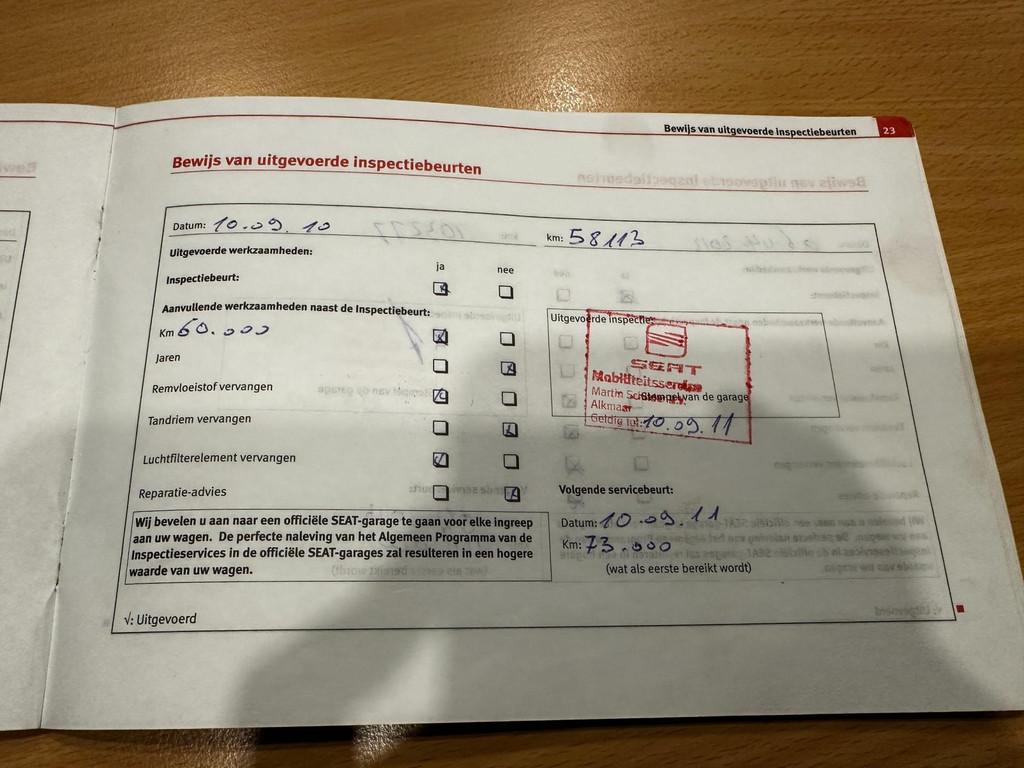 Bewijs van uitgevoerde inspectiebeurten 23
Bewijs van uitgevoerde inspectiebeurten
Datum: 10.09.10 km: 58113
Uitgevoerde werkzaamheden:
ja nee
Inspectiebeurt:
Aanvullende werkzaamheden naast de Inspectiebeurt:
Km 60.000
Jaren
Remvloeistof vervangen
Tandriem vervangen
Luchtfilterelement vervangen
Reparatie-advies
Uitgevoerde inspectie:
SEAT
Mobiliteitsservice
Martin
Stempel van de garage
Alkmaar
Geldig tot: 10.09.11
Volgende servicebeurt:
Datum: 10.09.11
Km: 73.000
(wat als eerste bereikt wordt)
Wij bevelen u aan naar een officiële SEAT-garage te gaan voor elke ingreep
aan uw wagen. De perfecte naleving van het Algemeen Programma van de
Inspectieservices in de officiële SEAT-garages zal resulteren in een hogere
waarde van uw wagen.
√: Uitgevoerd